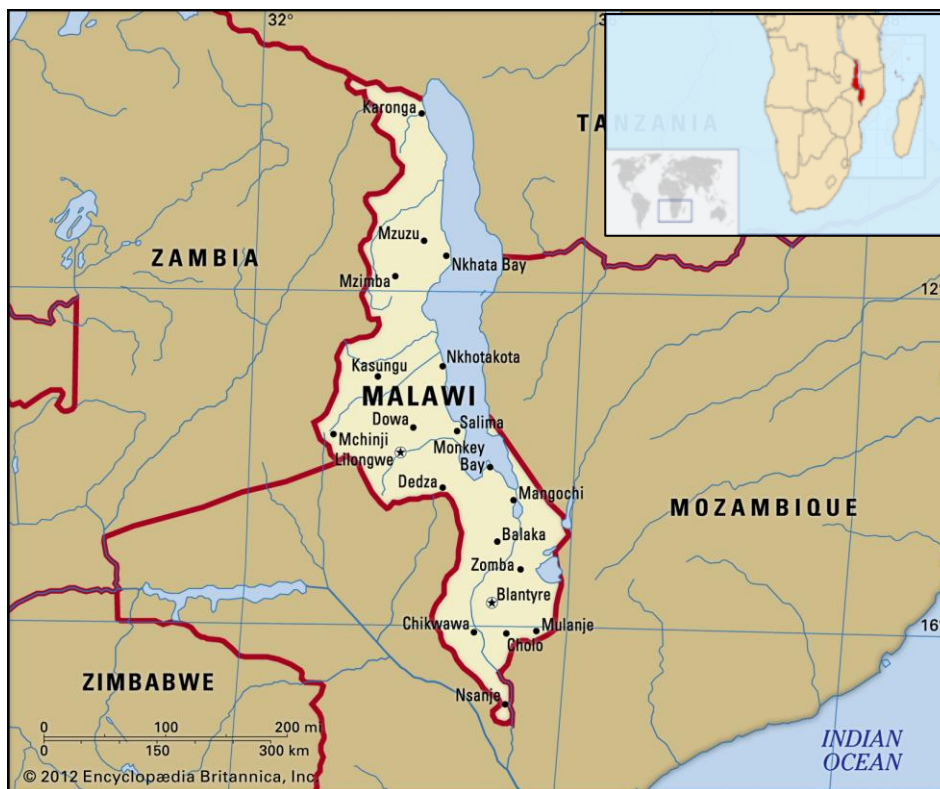 32°
Karonga
TANZANIA
ZAMBIA
Mzuzu
Nkhata Bay
Mzimba
12°
Nkhotakota
Kasungu
MALAWI
Dowa
Salima
Mchinji
Monkey
Bay
Lilongwe
Dedza
Mangochi
MOZAMBIQUE
Balaka
Zomba
Blantyre
Chikwawa
Mulanje
16°
Cholo
ZIMBABWE
Nsanje
0 100 200 mi
0 150 300 km
INDIAN
OCEAN
© 2012 Encyclopædia Britannica, Inc.